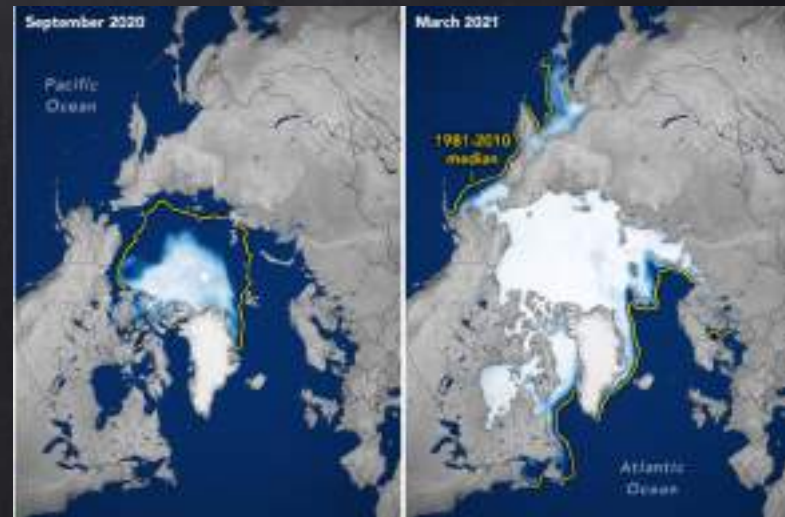 September 2020
Pacific
Ocean
March 2021
1981-2010
median
Atlantic
Ocean